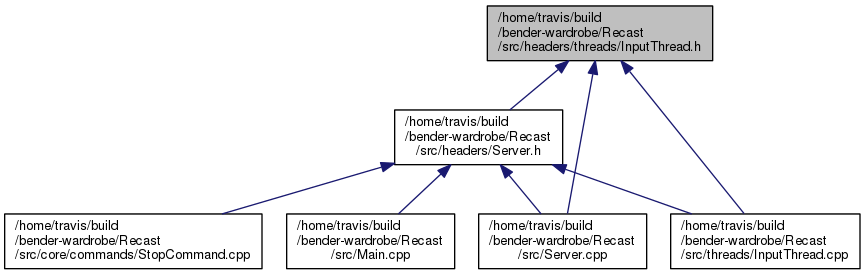 /home/travis/build
/bender-wardrobe/Recast
/src/headers/threads/InputThread.h
/home/travis/build
/bender-wardrobe/Recast
/src/headers/Server.h
/home/travis/build
/bender-wardrobe/Recast
/src/core/commands/StopCommand.cpp
/home/travis/build
/bender-wardrobe/Recast
/src/Main.cpp
/home/travis/build
/bender-wardrobe/Recast
/src/Server.cpp
/home/travis/build
/bender-wardrobe/Recast
/src/threads/InputThread.cpp